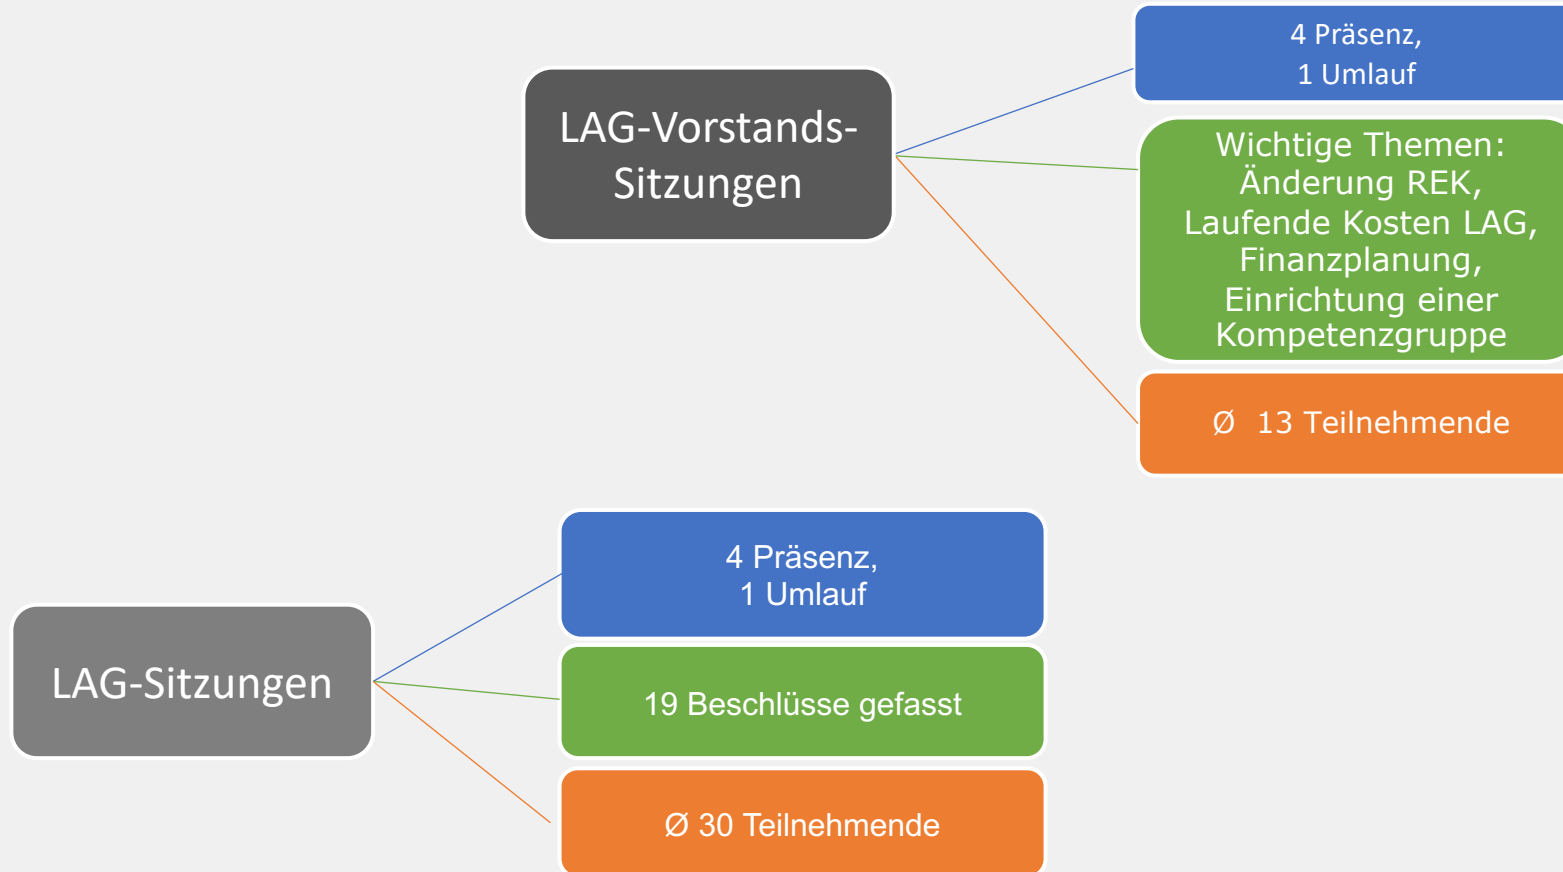 LAG-Vorstands-
Sitzungen
4 Präsenz,
1 Umlauf
Wichtige Themen:
Änderung REK,
Laufende Kosten LAG,
Finanzplanung,
Einrichtung einer
Kompetenzgruppe
Ø 13 Teilnehmende
LAG-Sitzungen
4 Präsenz,
1 Umlauf
19 Beschlüsse gefasst
Ø 30 Teilnehmende